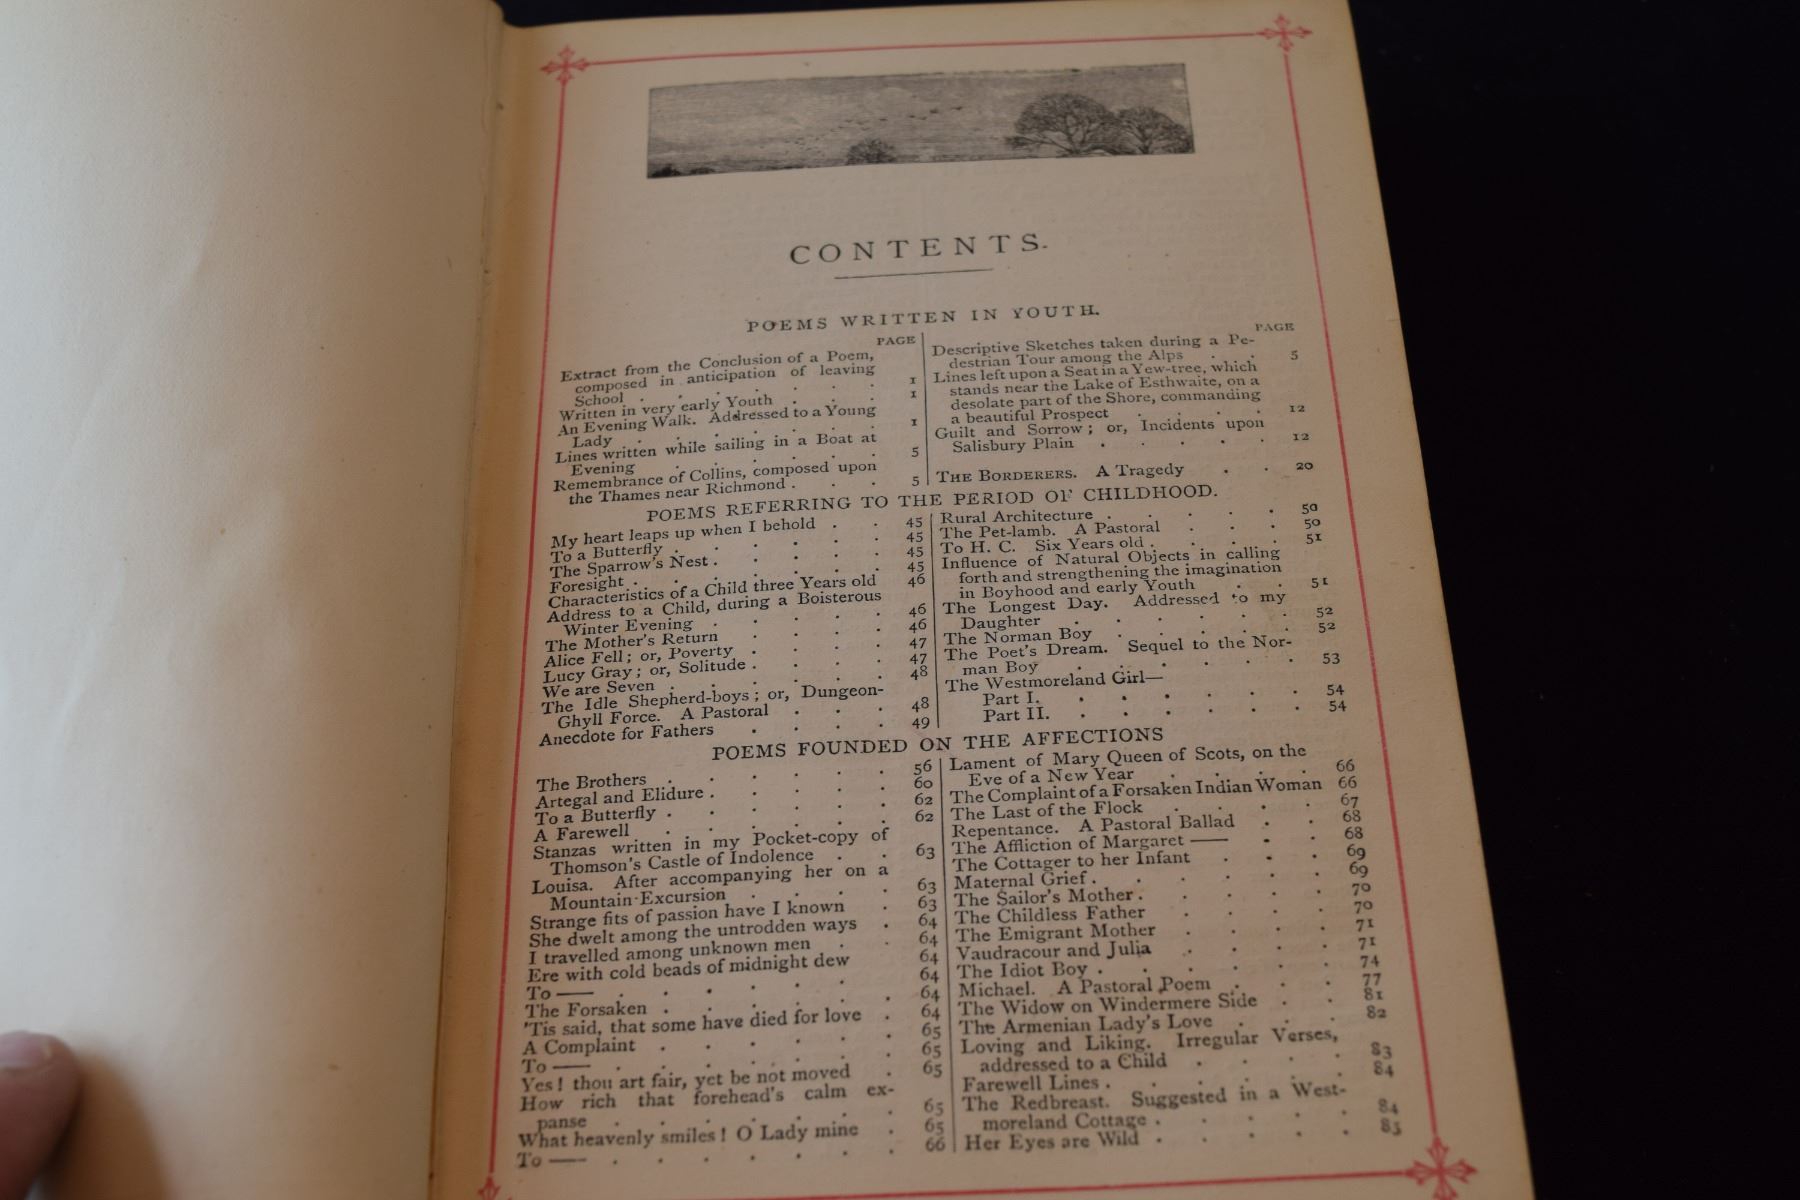 CONTENTS.
POEMS WRITTEN IN YOUTH.
PAGE
Extract from the Conclusion of a Poem,
composed in anticipation of leaving
School . . . . . . 1
Written in very early Youth . . . 1
An Evening Walk. Addressed to a Young
Lady . . . . . . 1
Lines written while sailing in a Boat at
Evening . . . . . 5
Remembrance of Collins, composed upon
the Thames near Richmond . . . 5
PAGE
Descriptive Sketches taken during a Pe-
destrian Tour among the Alps . . 5
Lines left upon a Seat in a Yew-tree, which
stands near the Lake of Esthwaite, on a
desolate part of the Shore, commanding
a beautiful Prospect . . . . 12
Guilt and Sorrow; or, Incidents upon
Salisbury Plain . . . . . 12
THE BORDERERS. A Tragedy . . 20
POEMS REFERRING TO THE PERIOD OF CHILDHOOD.
My heart leaps up when I behold . . 45
To a Butterfly . . . . . 45
The Sparrow's Nest . . . . . 45
Foresight . . . . . . 45
Characteristics of a Child three Years old 46
Address to a Child, during a Boisterous
Winter Evening . . . . 46
The Mother's Return . . . . 46
Alice Fell; or, Poverty . . . . 47
Lucy Gray; or, Solitude . . . . 47
We are Seven . . . . . 48
The Idle Shepherd-boys; or, Dungeon-
Ghyll Force. A Pastoral . . . 48
Anecdote for Fathers . . . . 49
Rural Architecture . . . . . 50
The Pet-lamb. A Pastoral . . . 50
To H. C. Six Years old . . . . 51
Influence of Natural Objects in calling
forth and strengthening the imagination
in Boyhood and early Youth . . 51
The Longest Day. Addressed to my
Daughter . . . . . . 52
The Norman Boy . . . . . 52
The Poet's Dream. Sequel to the Nor-
man Boy . . . . . . 53
The Westmoreland Girl—
Part I. . . . . . 54
Part II. . . . . . 54
POEMS FOUNDED ON THE AFFECTIONS
The Brothers . . . . . . 56
Artegal and Elidure . . . . . 60
To a Butterfly . . . . . . 62
A Farewell . . . . . . 62
Stanzas written in my Pocket-copy of
Thomson's Castle of Indolence . . 63
Louisa. After accompanying her on a
Mountain Excursion . . . . 63
Strange fits of passion have I known . 63
She dwelt among the untrodden ways . 64
I travelled among unknown men . . 64
Ere with cold beads of midnight dew 64
To —— . . . . . . 64
The Forsaken . . . . . . 64
'Tis said, that some have died for love . 64
A Complaint . . . . . . 65
To —— . . . . . . 65
Yes! thou art fair, yet be not moved . 65
How rich that forehead's calm ex-
panse . . . . . . 65
What heavenly smiles! O Lady mine . 65
To —— . . . . . . . 66
Lament of Mary Queen of Scots, on the
Eve of a New Year . . . . 66
The Complaint of a Forsaken Indian Woman 66
The Last of the Flock . . . . 67
Repentance. A Pastoral Ballad . . 68
The Affliction of Margaret —— . . 68
The Cottager to her Infant . . . 69
Maternal Grief . . . . . . 69
The Sailor's Mother . . . . . 70
The Childless Father . . . . 70
The Emigrant Mother . . . . 71
Vaudracour and Julia . . . . 71
The Idiot Boy . . . . . . 74
Michael. A Pastoral Poem . . . 77
The Widow on Windermere Side . . 81
The Armenian Lady's Love . . . 82
Loving and Liking. Irregular Verses,
addressed to a Child . . . . 83
Farewell Lines . . . . . . 84
The Redbreast. Suggested in a West-
moreland Cottage . . . . . 84
Her Eyes are Wild . . . . . 85